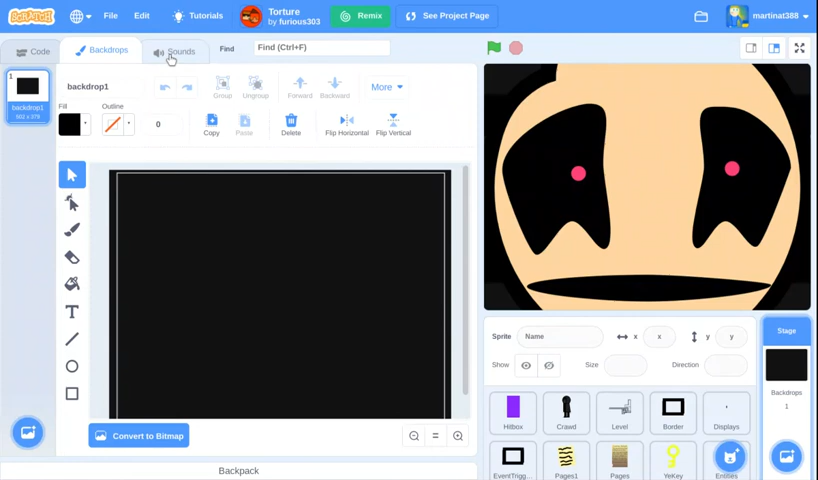 SCRATCH File Edit Tutorials Torture by furious303 Remix See Project Page martinat388
Code Backdrops Sounds Find Find (Ctrl+F)
1 backdrop1 502 x 378
backdrop1 Group Ungroup Forward Backward More
Fill Outline 0 Copy Paste Delete Flip Horizontal Flip Vertical
Convert to Bitmap
Backpack
Sprite Name x x y y
Show Size Direction
Stage
Backdrops
1
Hitbox Crawd Level Border Displays
EventTrigg... Pages1 Pages YeKey Entities